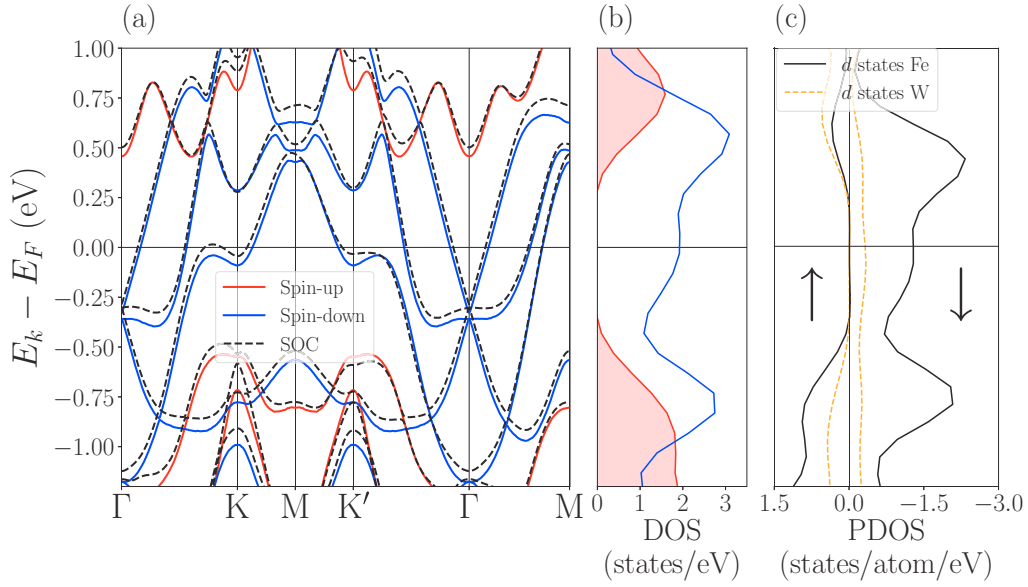 (a)
(b)
(c)
1.00
0.75
0.50
0.25
0.00
−0.25
−0.50
−0.75
−1.00
E_k − E_F (eV)
Spin-up
Spin-down
SOC
Γ K M K′ Γ M
0 1 2 3
DOS
(states/eV)
d states Fe
d states W
↑ ↓
1.5 0.0 −1.5 −3.0
PDOS
(states/atom/eV)